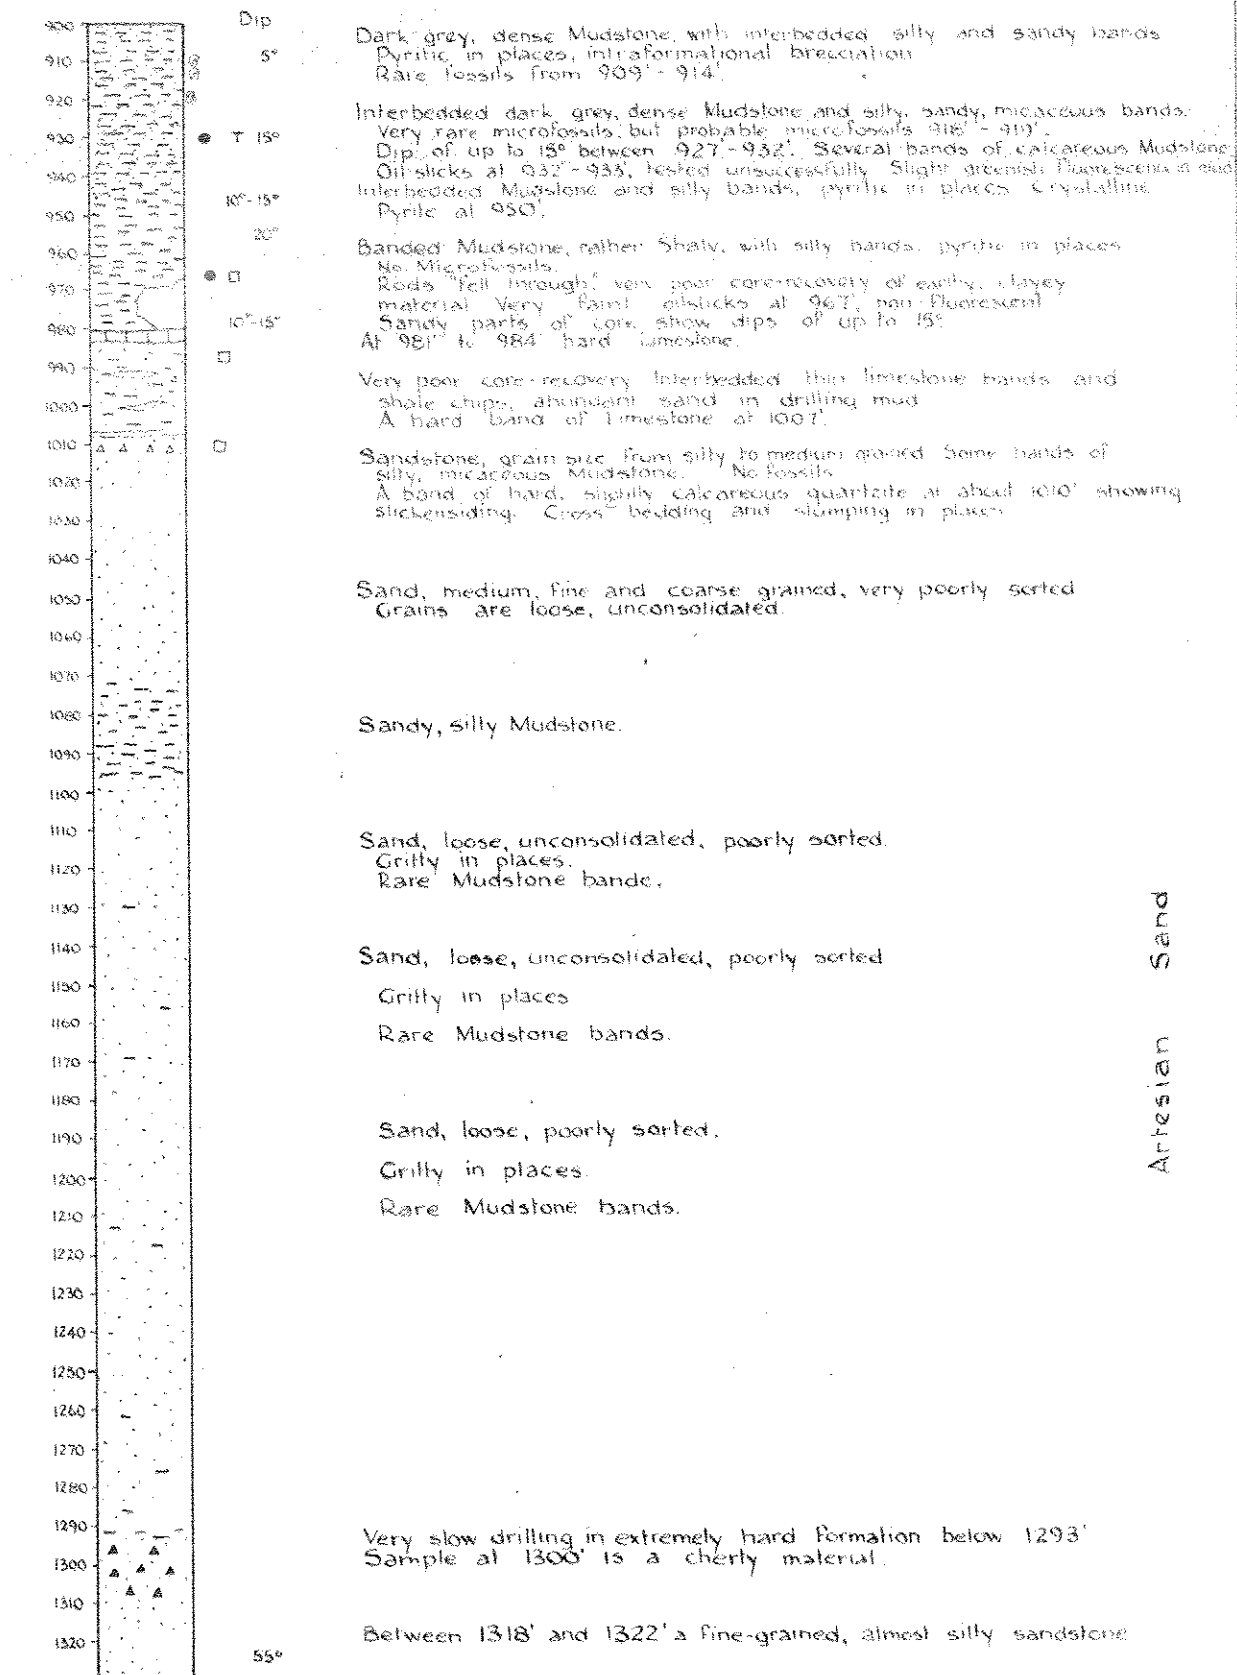 Dip
900
Dark grey, dense Mudstone, with interbedded silty and sandy bands
910
5°
Pyritic in places, intraformational brecciation
Rare fossils from 909' - 914'.
920
Interbedded dark grey, dense Mudstone and silty, sandy, micaceous bands.
Very rare microfossils, but probable microfossils 918' - 919'.
930
T 15°
Dip of up to 15° between 927' - 932'. Several bands of calcareous Mudstone
Oil slicks at 932' - 933', tested unsuccessfully Slight greenish fluorescence in mud
940
Interbedded Mudstone and silty bands, pyritic in places Crystalline
10° - 15°
Pyrite at 950'.
950
20°
Banded Mudstone, rather Shaly, with silty bands, pyritic in places
960
No Microfossils.
Rods "fell through", very poor core-recovery of earthy, clayey
970
material Very faint oilslicks at 967', non-fluorescent
10° - 15°
Sandy parts of core show dips of up to 15°
980
At 981' to 984' hard Limestone.
990
Very poor core-recovery Interbedded thin limestone bands and
shale chips, abundant sand in drilling mud
1000
A hard band of Limestone at 1007'.
1010
Sandstone, grain size from silty to medium grained Some bands of
silty, micaceous Mudstone. No fossils
1020
A band of hard, slightly calcareous quartzite at about 1010' showing
slickensiding. Cross bedding and slumping in places
1030
1040
1050
Sand, medium, fine and coarse grained, very poorly sorted
Grains are loose, unconsolidated.
1060
1070
1080
Sandy, silty Mudstone.
1090
1100
1110
Sand, loose, unconsolidated, poorly sorted.
Gritty in places.
1120
Rare Mudstone bands.
1130
1140
Sand, loose, unconsolidated, poorly sorted
1150
Gritty in places
1160
Rare Mudstone bands.
1170
1180
1190
Sand, loose, poorly sorted.
Gritty in places.
1200
Rare Mudstone bands.
1210
Artesian Sand
1220
1230
1240
1250
1260
1270
1280
1290
Very slow drilling in extremely hard Formation below 1293'
1300
Sample at 1300' is a cherty material.
1310
1320
Between 1318' and 1322' a fine-grained, almost silty sandstone
55°